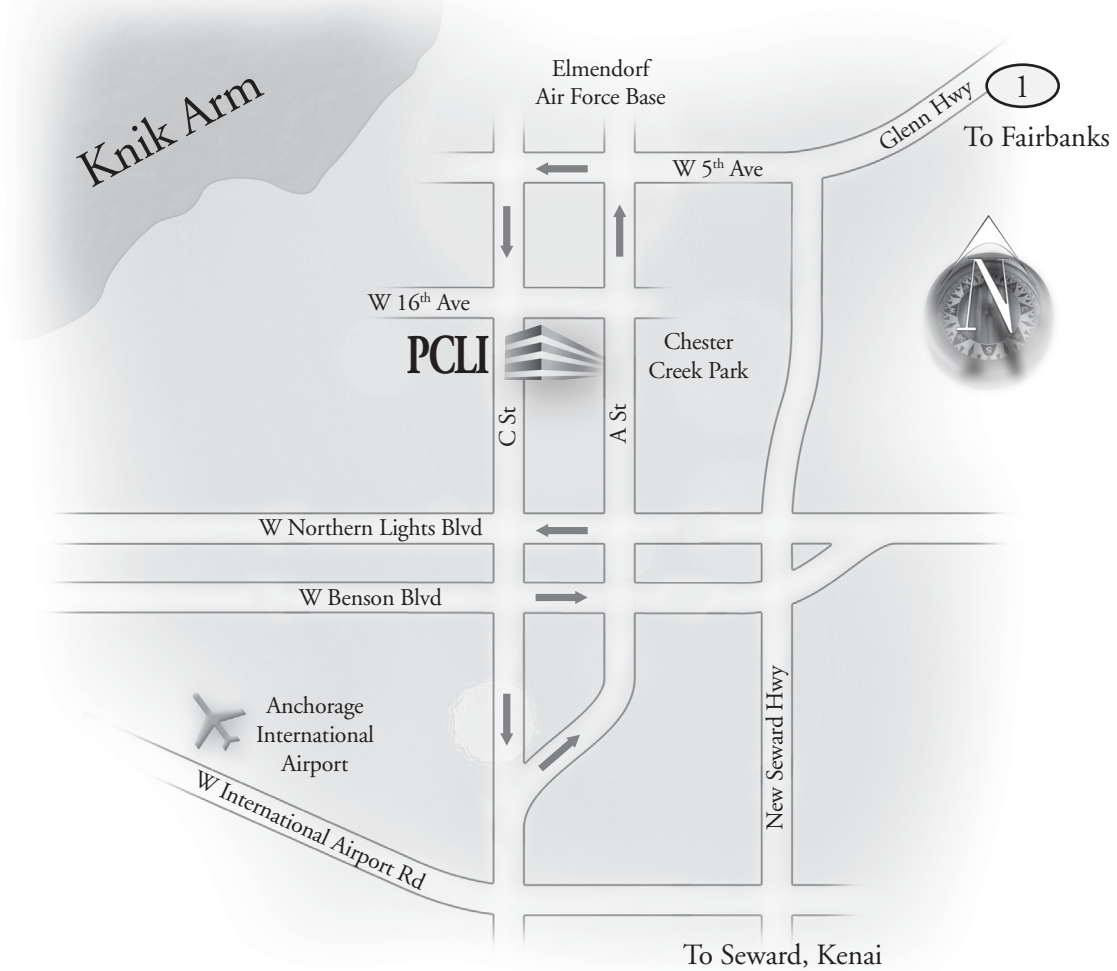 Elmendorf
Air Force Base
Knik Arm
1
Glenn Hwy
To Fairbanks
W 5th Ave
N
W 16th Ave
PCLI
Chester
Creek Park
C St
A St
W Northern Lights Blvd
W Benson Blvd
Anchorage
International
Airport
New Seward Hwy
W International Airport Rd
To Seward, Kenai